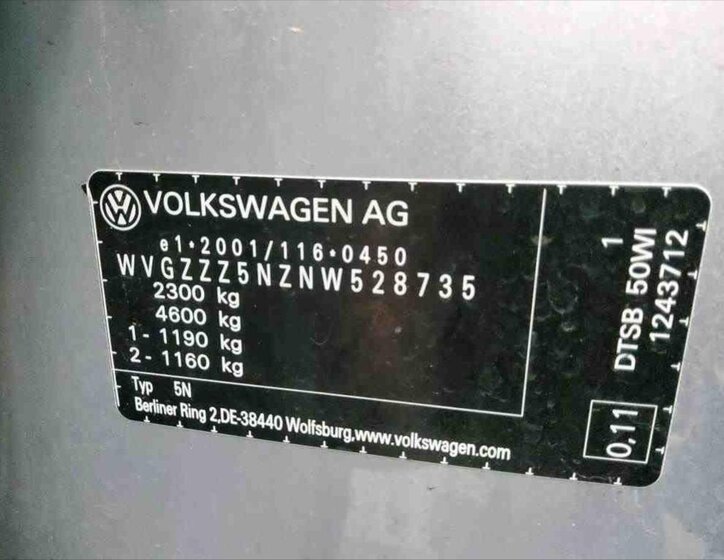 VOLKSWAGEN AG
e1*2001/116*0450
WVGZZZ5NZNW528735
2300 kg
4600 kg
1- 1190 kg
2- 1160 kg
Typ 5N
Berliner Ring 2,DE-38440 Wolfsburg,www.volkswagen.com
1
DTSB 50WI
1243712
0,11